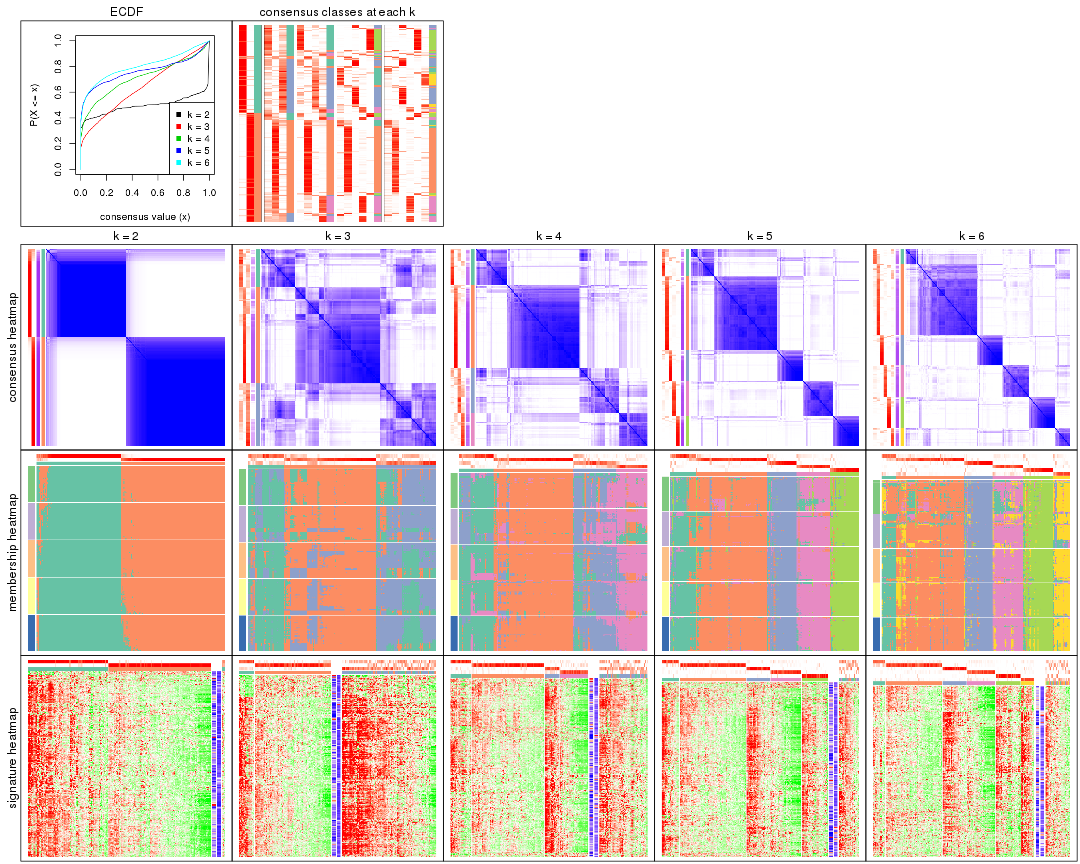 ECDF
consensus classes at each k
P(X <= x)
0.0 0.2 0.4 0.6 0.8 1.0
k = 2
k = 3
k = 4
k = 5
k = 6
0.0 0.2 0.4 0.6 0.8 1.0
consensus value (x)
k = 2 k = 3 k = 4 k = 5 k = 6
consensus heatmap
membership heatmap
signature heatmap